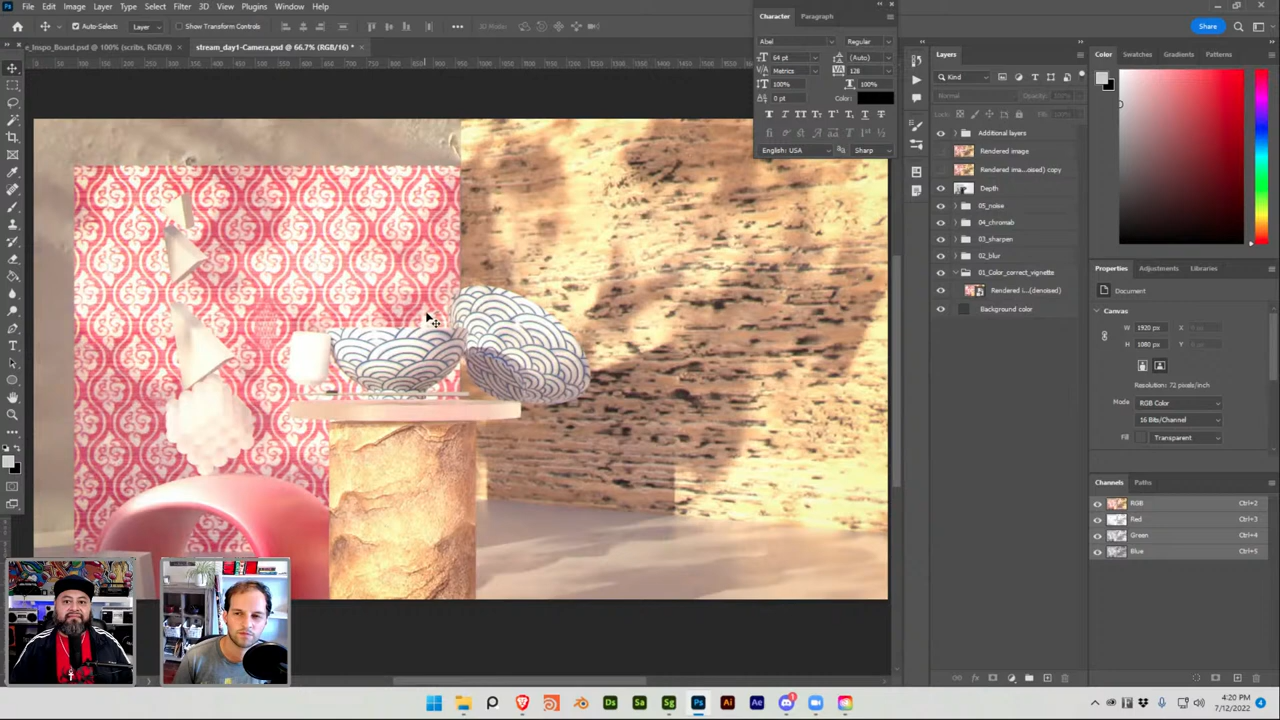 File Edit Image Layer Type Select Filter 3D View Plugins Window Help
Auto-Select: Layer Show Transform Controls 3D Mode: Share
e_Inspo_Board.psd @ 100% (scribs, RGB/8) × stream_day1-Camera.psd @ 66.7% (RGB/16) * ×
Character Paragraph
Abel Regular
64 pt (Auto)
Metrics 128
100% 100%
0 pt Color:
English: USA Sharp
Layers
Kind
Normal Opacity:
Lock: Fill:
Additional layers
Rendered image
Rendered ima...oised) copy
Depth
05_noise
04_chromab
03_sharpen
02_blur
01_Color_correct_vignette
Rendered i...(denoised)
Background color
Color Swatches Gradients Patterns
Properties Adjustments Libraries
Document
Canvas
W 1920 px X
H 1080 px Y
Resolution: 72 pixels/inch
Mode RGB Color
16 Bits/Channel
Fill Transparent
Channels Paths
RGB Ctrl+2
Red Ctrl+3
Green Ctrl+4
Blue Ctrl+5
4:20 PM
7/12/2022